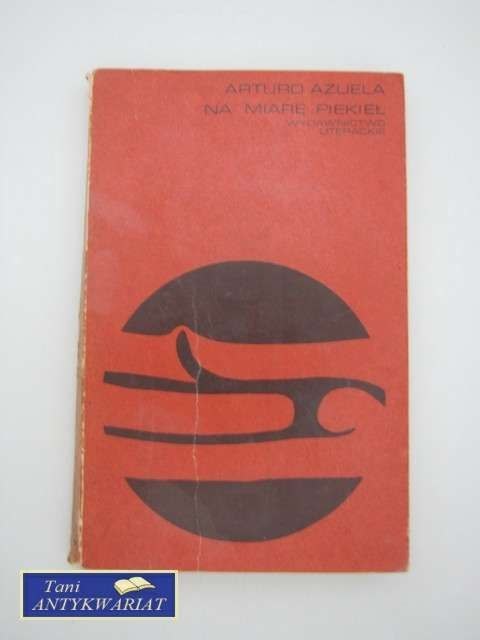 ARTURO AZUELA
NA MIARĘ PIEKIEŁ
WYDAWNICTWO
LITERACKIE
Tani
ANTYKWARIAT